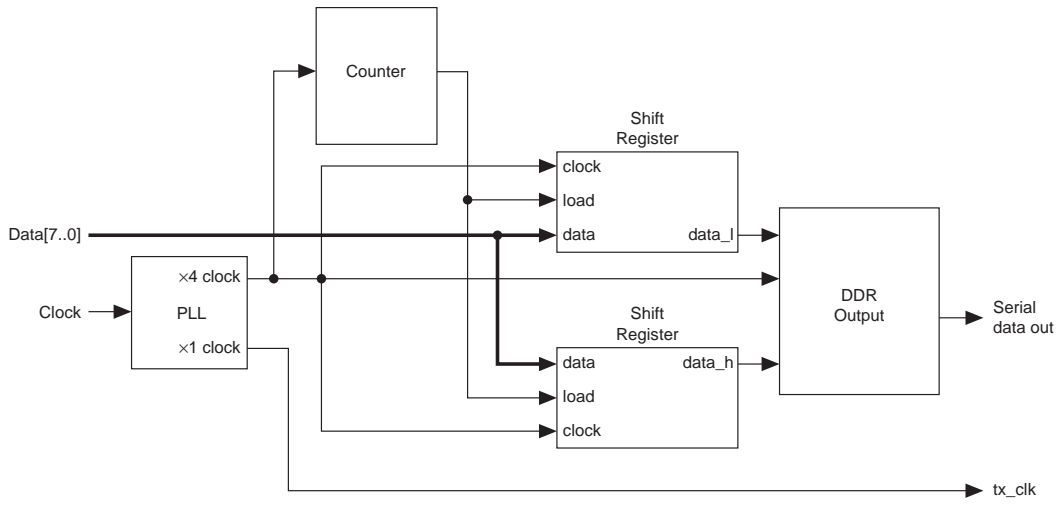 Counter
Shift
Register
clock
load
data
data_l
Data[7..0]
×4 clock
PLL
×1 clock
Clock
DDR
Output
Serial
data out
Shift
Register
data
data_h
load
clock
tx_clk